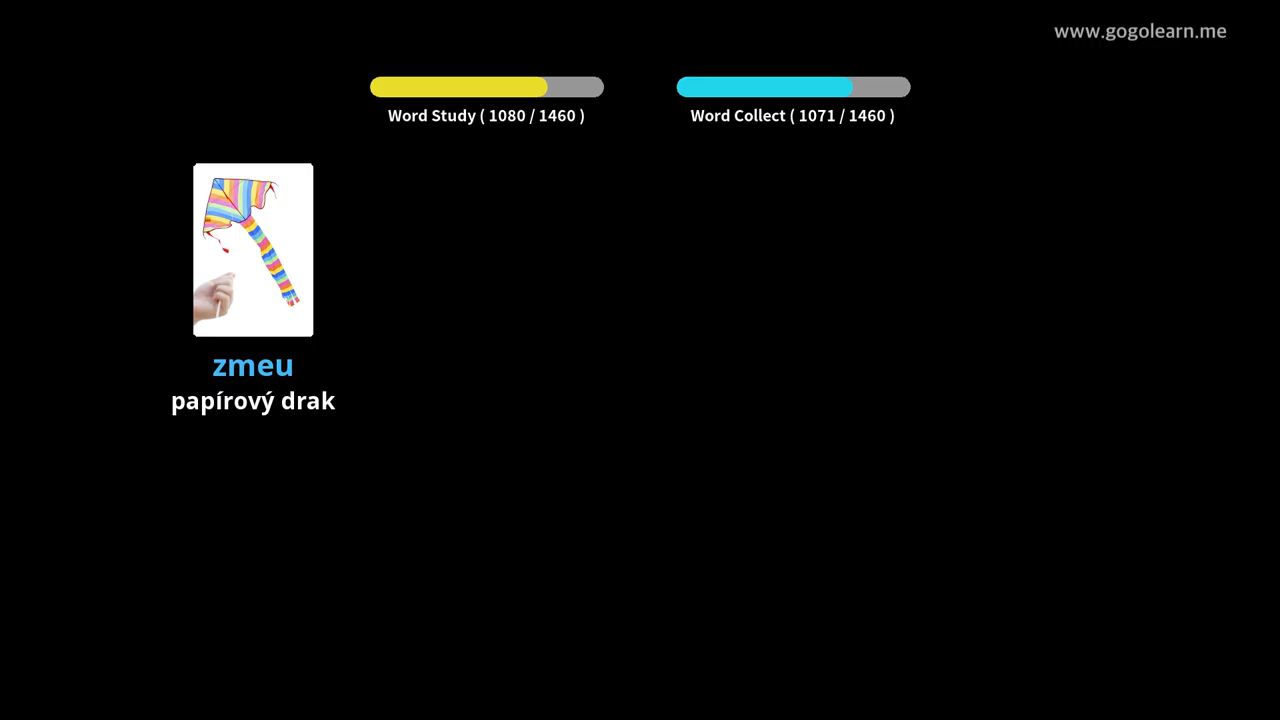 www.gogolearn.me
Word Study ( 1080 / 1460 )
Word Collect ( 1071 / 1460 )
zmeu
papírový drak